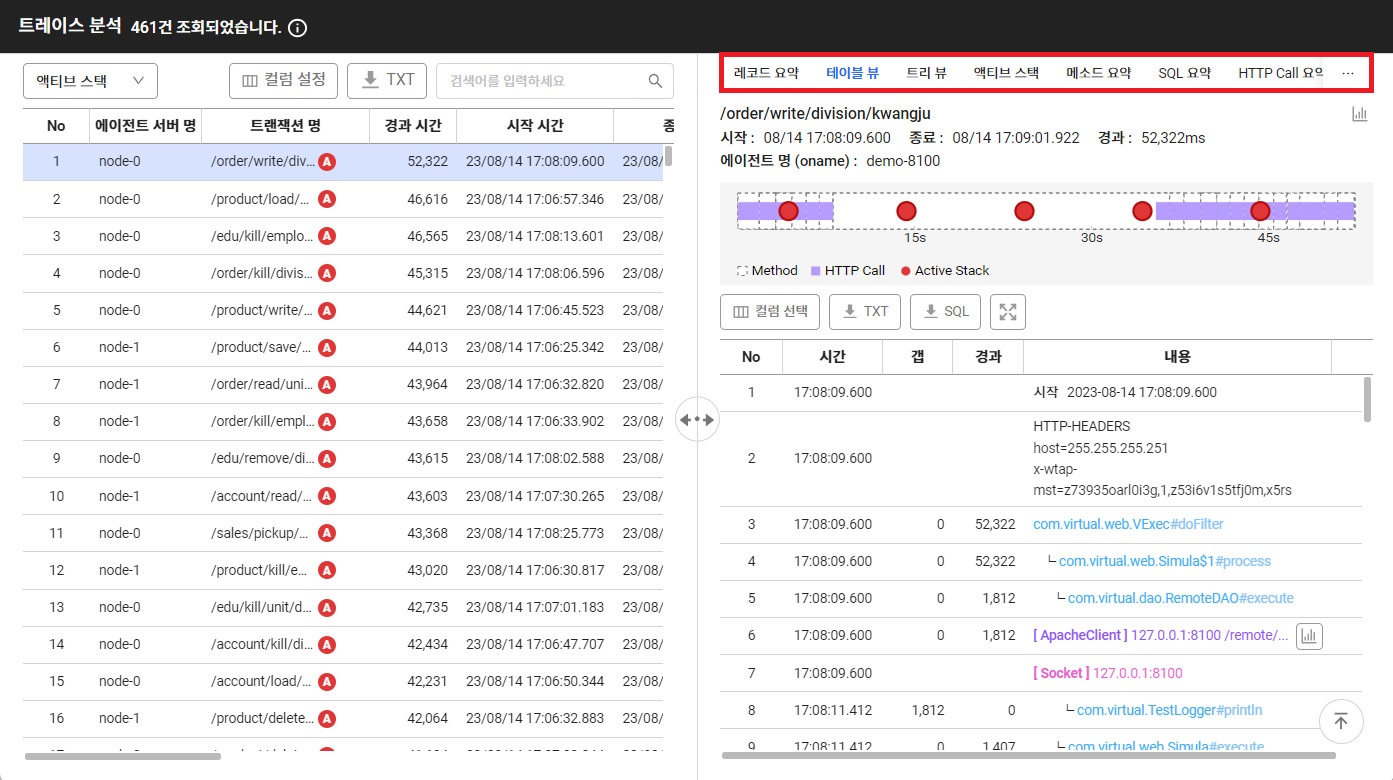 트레이스 분석 461건 조회되었습니다.
액티브 스택 컬럼 설정 TXT 검색어를 입력하세요
No 에이전트 서버 명 트랜잭션 명 경과 시간 시작 시간 종
1 node-0 /order/write/div... A 52,322 23/08/14 17:08:09.600 23/08/
2 node-0 /product/load/... A 46,616 23/08/14 17:06:57.346 23/08/
3 node-0 /edu/kill/emplo... A 46,565 23/08/14 17:08:13.601 23/08/
4 node-0 /order/kill/divis... A 45,315 23/08/14 17:08:06.596 23/08/
5 node-0 /product/write/... A 44,621 23/08/14 17:06:45.523 23/08/
6 node-1 /product/save/... A 44,013 23/08/14 17:06:25.342 23/08/
7 node-1 /order/read/uni... A 43,964 23/08/14 17:06:32.820 23/08/
8 node-1 /order/kill/empl... A 43,658 23/08/14 17:06:33.902 23/08/
9 node-0 /edu/remove/di... A 43,615 23/08/14 17:08:02.588 23/08/
10 node-1 /account/read/... A 43,603 23/08/14 17:07:30.265 23/08/
11 node-0 /sales/pickup/... A 43,368 23/08/14 17:08:25.773 23/08/
12 node-1 /product/kill/e... A 43,020 23/08/14 17:06:30.817 23/08/
13 node-0 /edu/kill/unit/d... A 42,735 23/08/14 17:07:01.183 23/08/
14 node-0 /account/kill/di... A 42,434 23/08/14 17:06:47.707 23/08/
15 node-0 /account/load/... A 42,231 23/08/14 17:06:50.344 23/08/
16 node-1 /product/delete... A 42,064 23/08/14 17:06:32.883 23/08/
레코드 요약 테이블 뷰 트리 뷰 액티브 스택 메소드 요약 SQL 요약 HTTP Call 요약 ...
/order/write/division/kwangju
시작 : 08/14 17:08:09.600 종료 : 08/14 17:09:01.922 경과 : 52,322ms
에이전트 명 (oname) : demo-8100
15s 30s 45s
Method HTTP Call Active Stack
컬럼 선택 TXT SQL
No 시간 갭 경과 내용
1 17:08:09.600 시작 2023-08-14 17:08:09.600
HTTP-HEADERS
host=255.255.255.251
2 17:08:09.600
x-wtap-
mst=z73935oarl0i3g,1,z53i6v1s5tfj0m,x5rs
3 17:08:09.600 0 52,322 com.virtual.web.VExec#doFilter
4 17:08:09.600 0 52,322 com.virtual.web.Simula$1#process
5 17:08:09.600 0 1,812 com.virtual.dao.RemoteDAO#execute
6 17:08:09.600 0 1,812 [ ApacheClient ] 127.0.0.1:8100 /remote/...
7 17:08:09.600 [ Socket ] 127.0.0.1:8100
8 17:08:11.412 1,812 0 com.virtual.TestLogger#println
9 17:08:11.412 0 1,407 com.virtual.web.Simula#execute